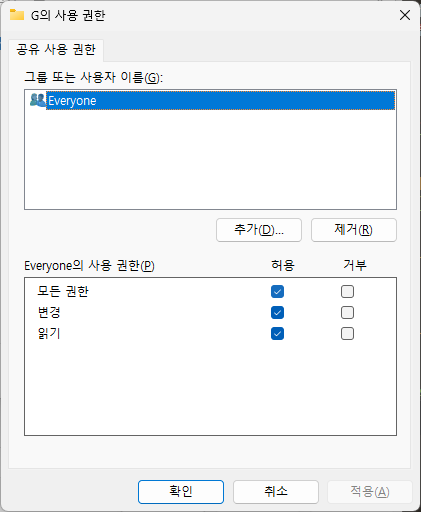 G의 사용 권한
공유 사용 권한
그룹 또는 사용자 이름(G):
Everyone
추가(D)... 제거(R)
Everyone의 사용 권한(P) 허용 거부
모든 권한
변경
읽기
확인 취소 적용(A)